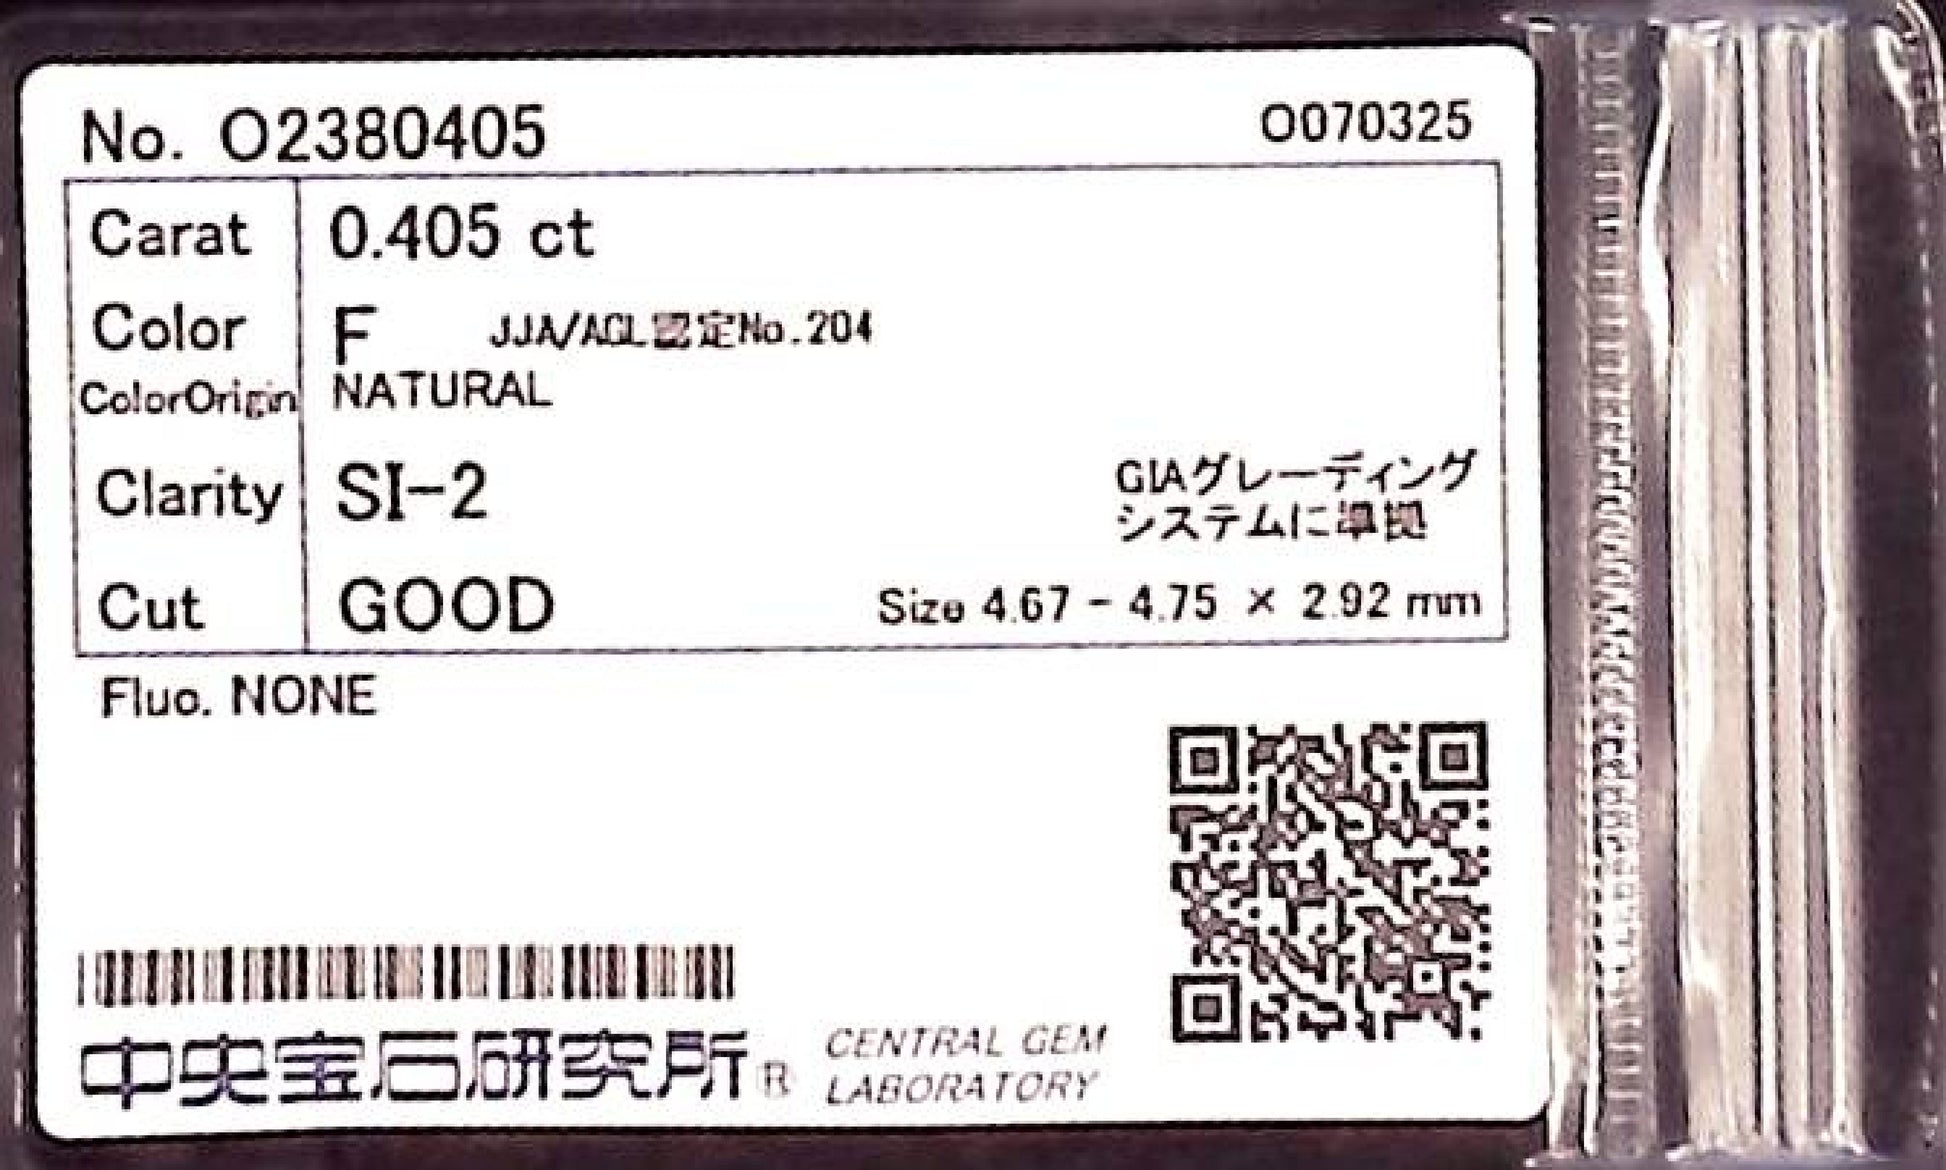 No. O2380405
O070325
Carat 0.405 ct
Color F JJA/AGL認定No.204
ColorOrigin NATURAL
Clarity SI-2
GIAグレーディング
システムに準拠
Cut GOOD Size 4.67 - 4.75 × 2.92 mm
Fluo. NONE
中央宝石研究所® CENTRAL GEM
LABORATORY